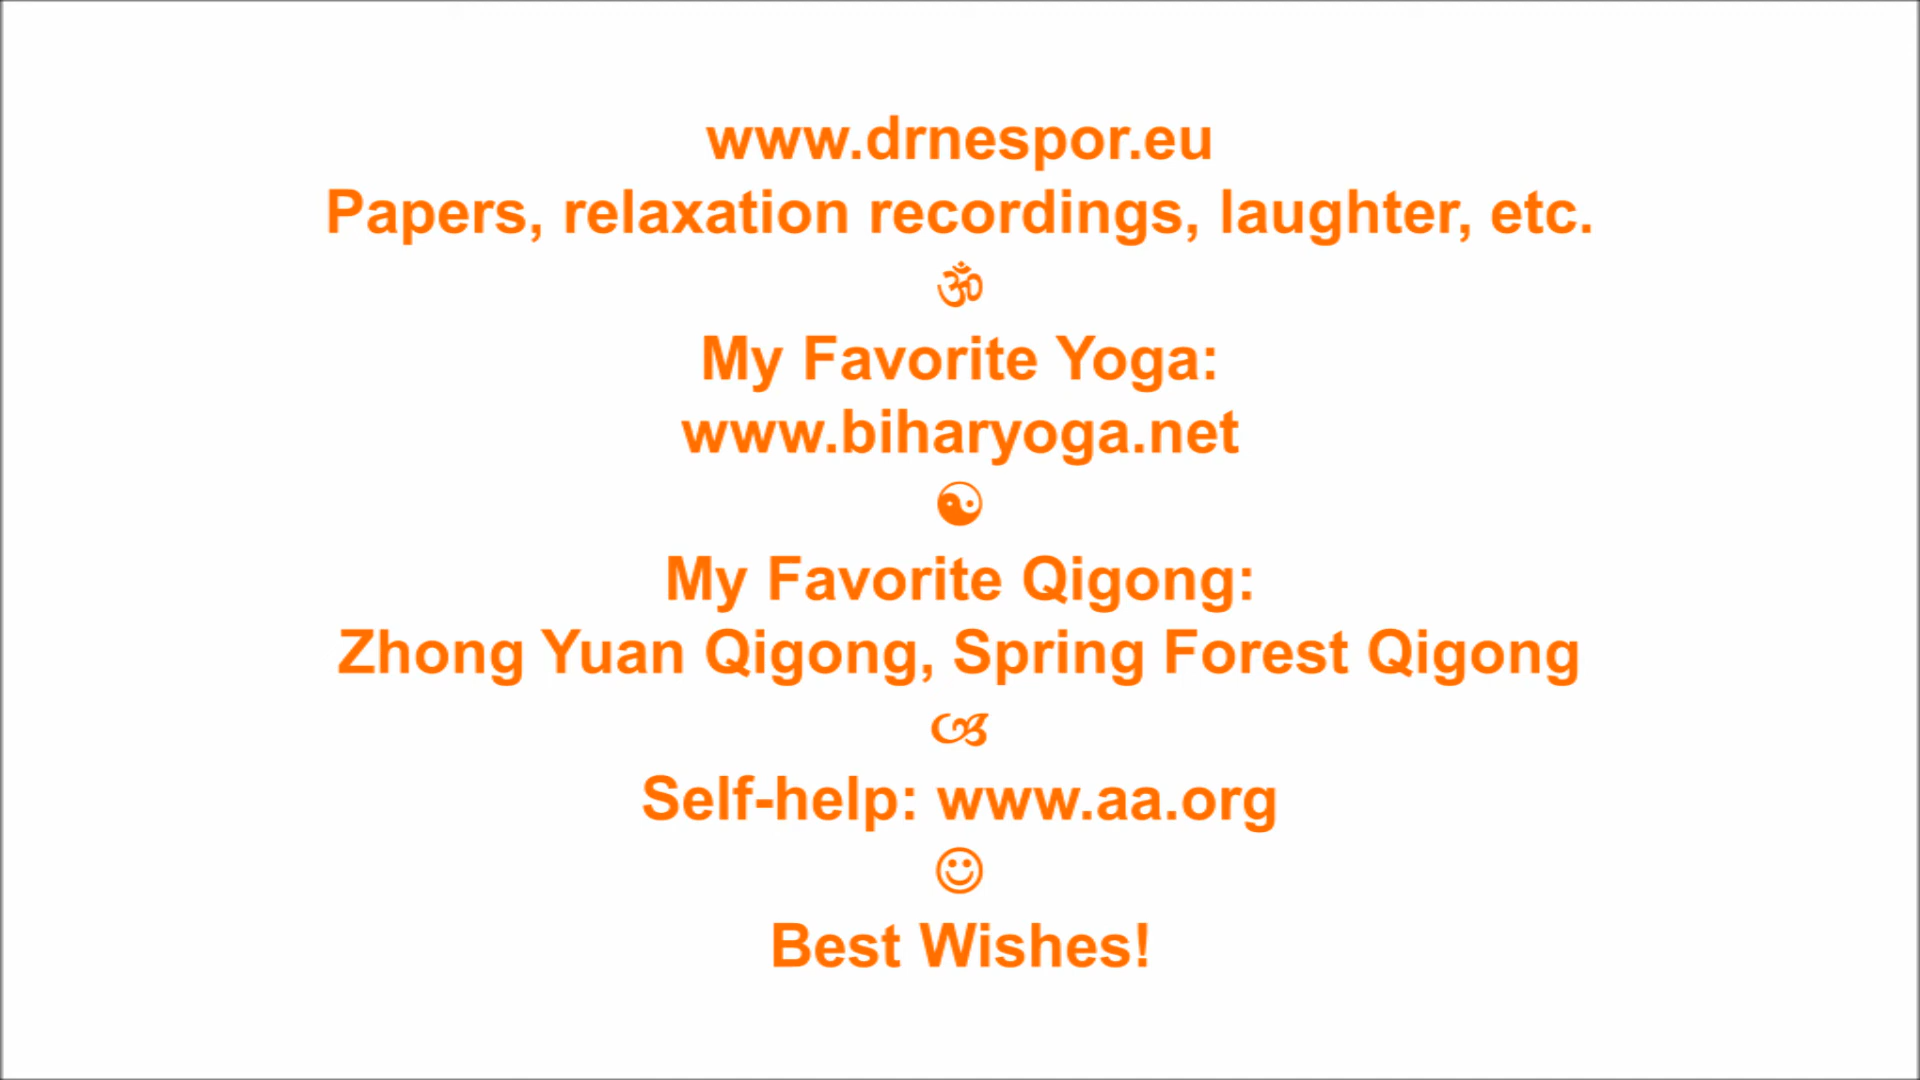 www.drnespor.eu
Papers, relaxation recordings, laughter, etc.
ॐ
My Favorite Yoga:
www.biharyoga.net
☯
My Favorite Qigong:
Zhong Yuan Qigong, Spring Forest Qigong
Self-help: www.aa.org
☺
Best Wishes!